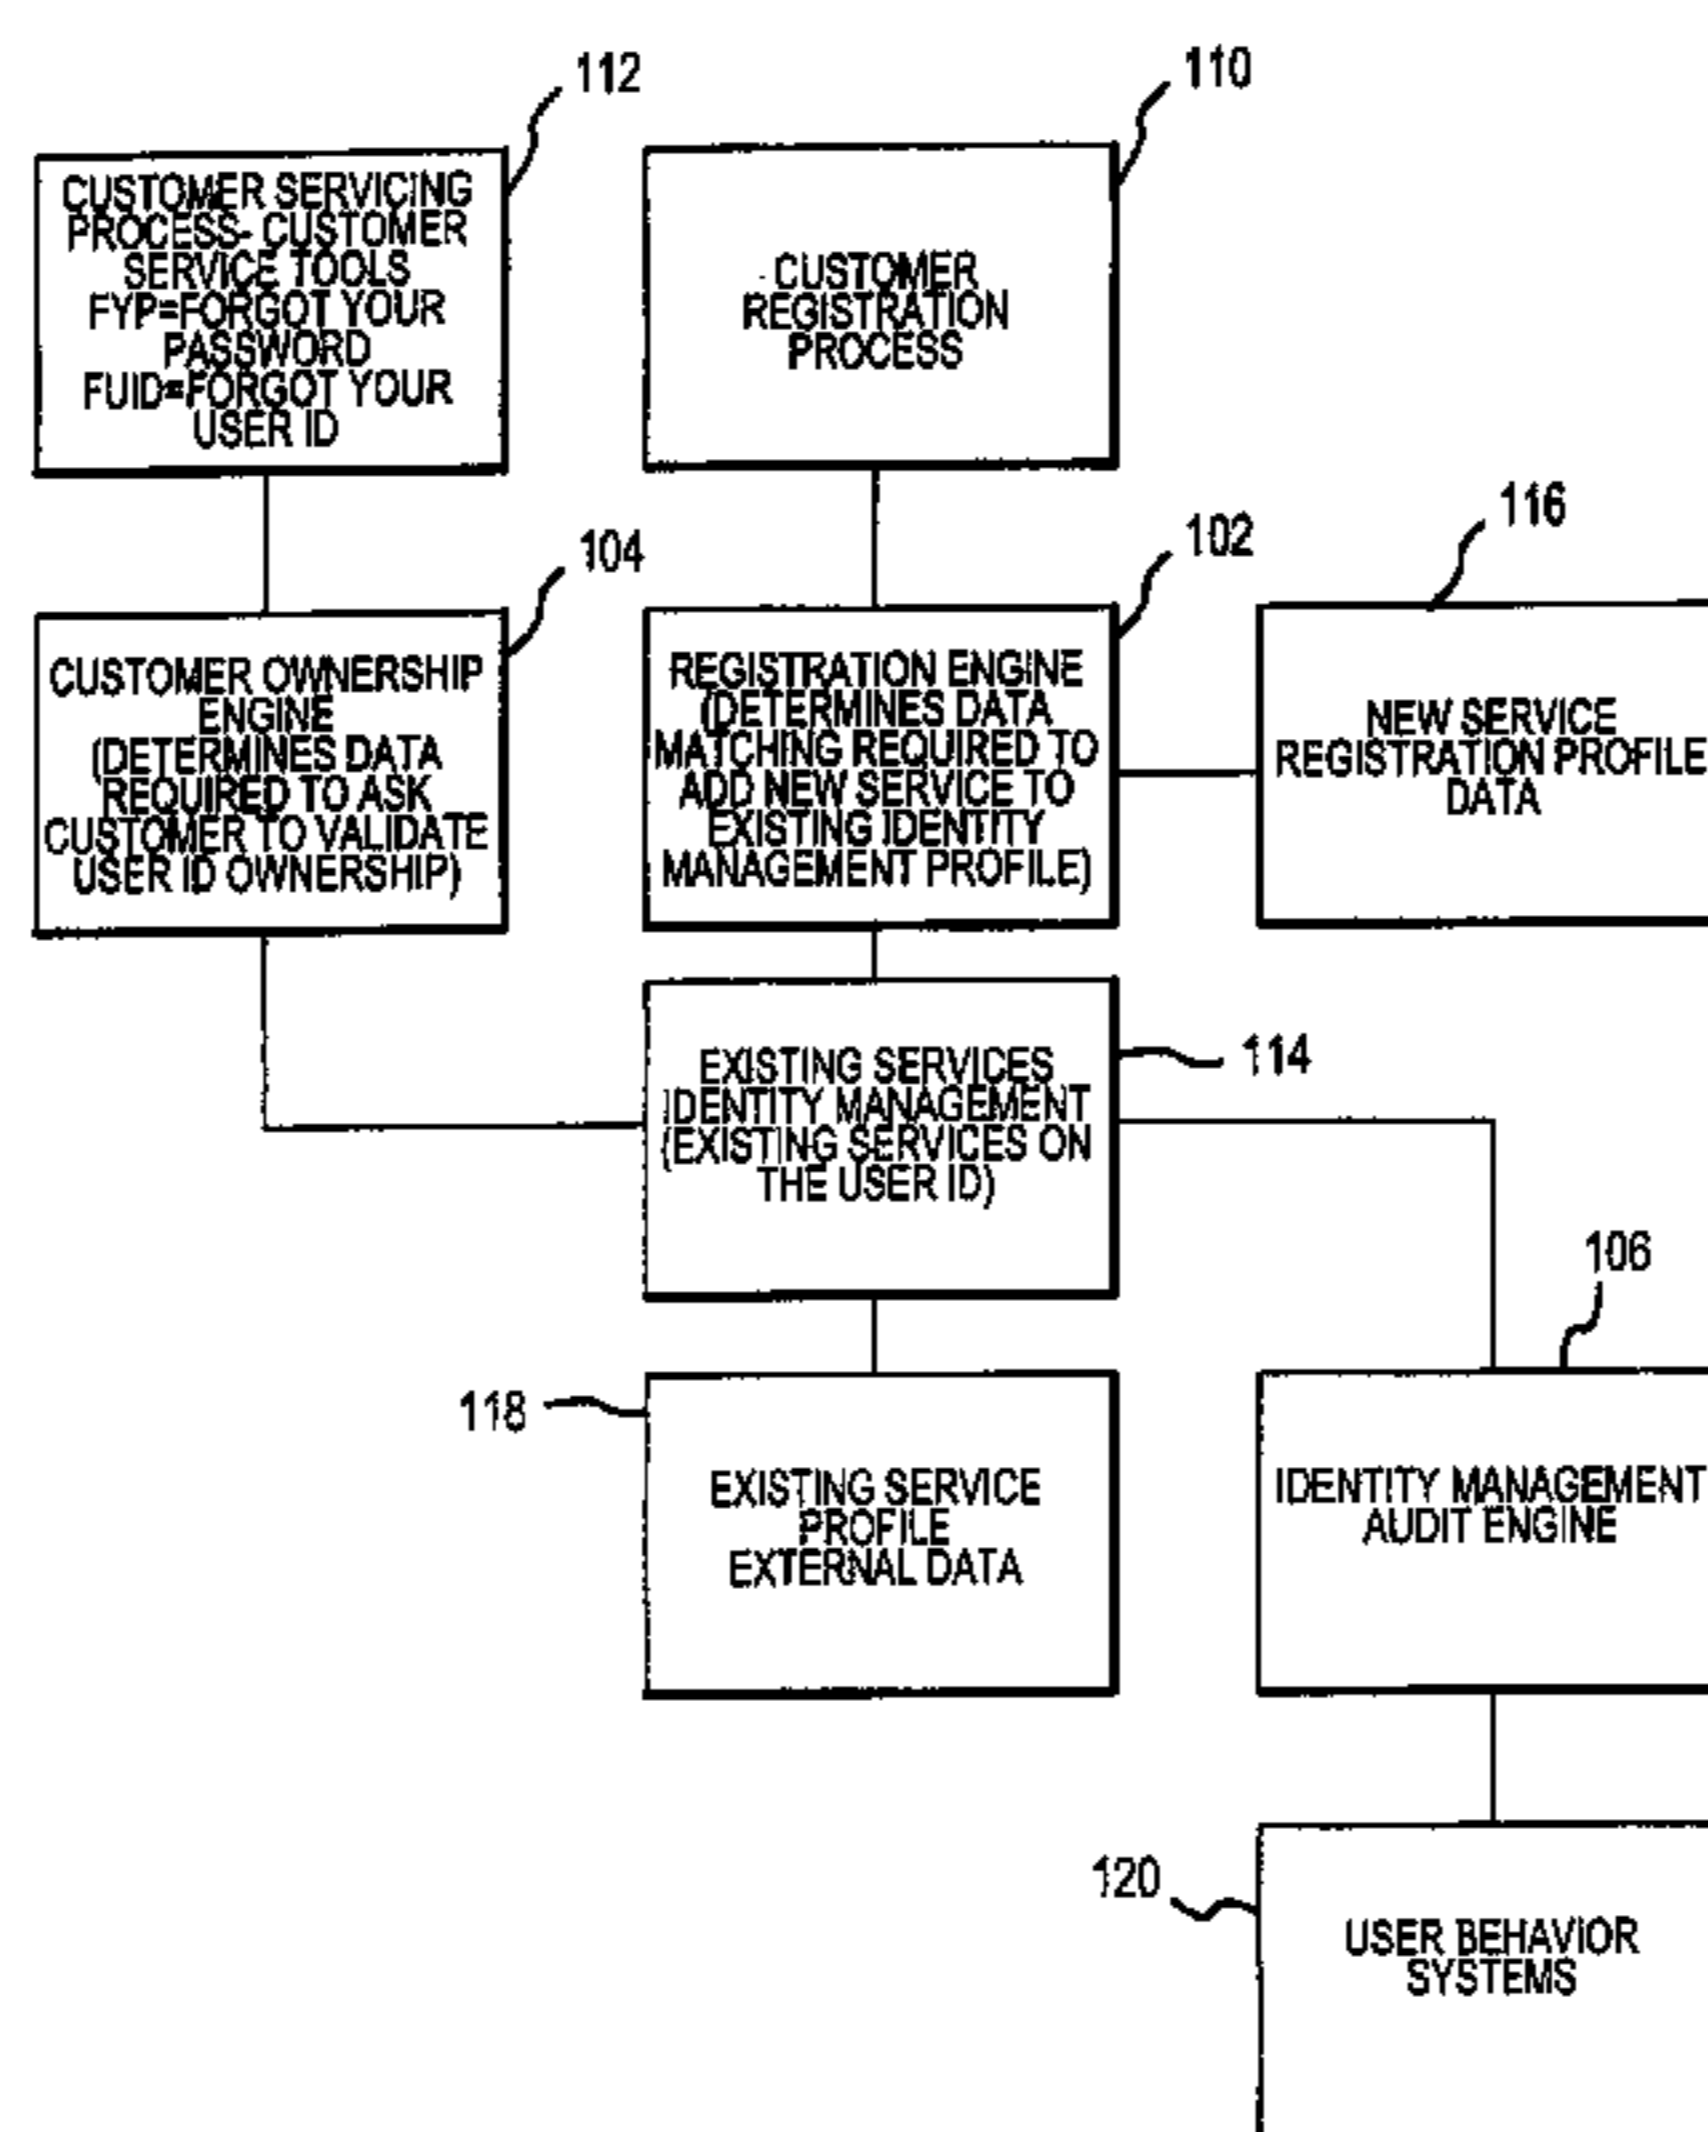 112
110
CUSTOMER SERVICING
PROCESS- CUSTOMER
SERVICE TOOLS
FYP=FORGOT YOUR
PASSWORD
FUID=FORGOT YOUR
USER ID
CUSTOMER
REGISTRATION
PROCESS
104
102
116
CUSTOMER OWNERSHIP
ENGINE
(DETERMINES DATA
REQUIRED TO ASK
CUSTOMER TO VALIDATE
USER ID OWNERSHIP)
REGISTRATION ENGINE
(DETERMINES DATA
MATCHING REQUIRED TO
ADD NEW SERVICE TO
EXISTING IDENTITY
MANAGEMENT PROFILE)
NEW SERVICE
REGISTRATION PROFILE
DATA
114
EXISTING SERVICES
IDENTITY MANAGEMENT
(EXISTING SERVICES ON
THE USER ID)
106
118
EXISTING SERVICE
PROFILE
EXTERNAL DATA
IDENTITY MANAGEMENT
AUDIT ENGINE
120
USER BEHAVIOR
SYSTEMS